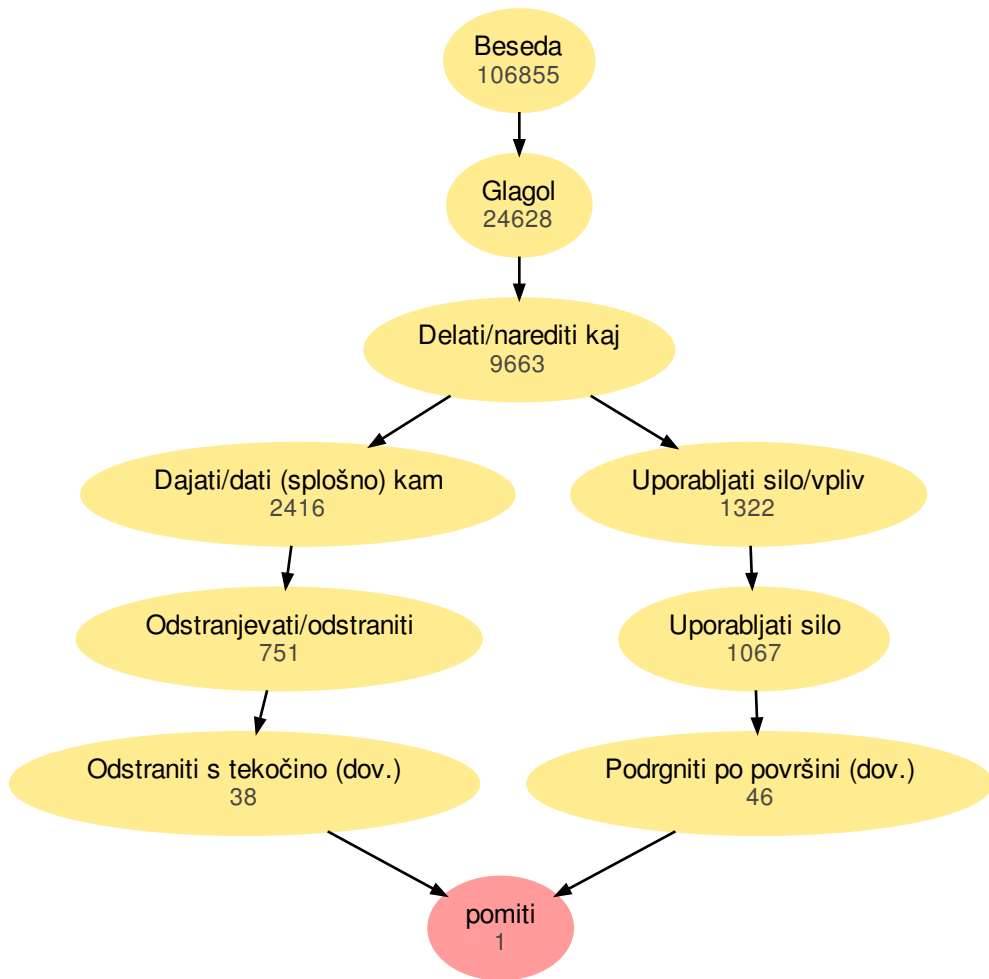 Beseda
106855
Glagol
24628
Delati/narediti kaj
9663
Dajati/dati (splošno) kam
2416
Uporabljati silo/vpliv
1322
Odstranjevati/odstraniti
751
Uporabljati silo
1067
Odstraniti s tekočino (dov.)
38
Podrgniti po površini (dov.)
46
pomiti
1